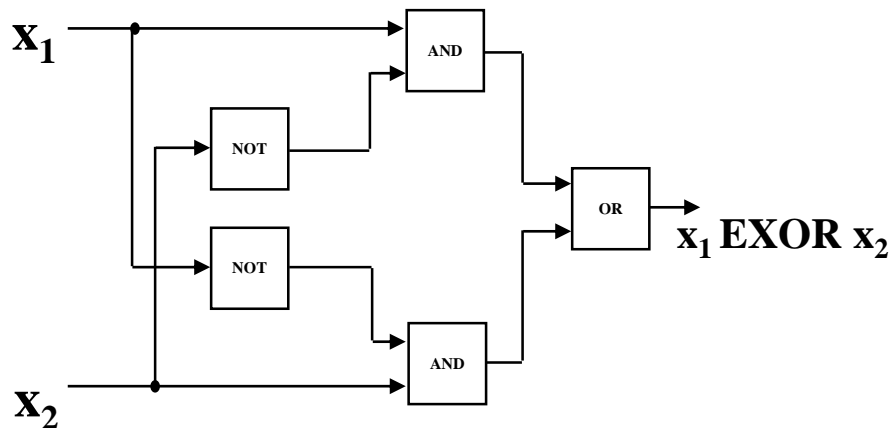 x₁
AND
NOT
OR
x₁ EXOR x₂
NOT
AND
x₂